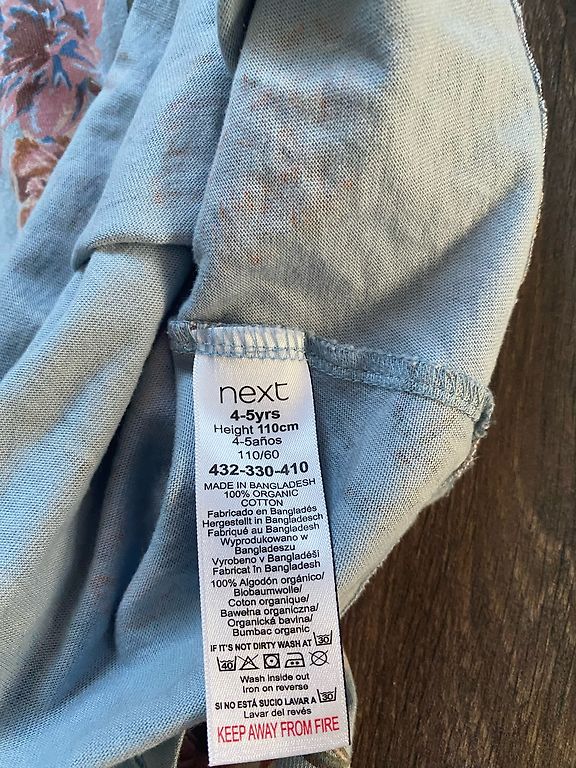 next
4-5yrs
Height 110cm
4-5años
110/60
432-330-410
MADE IN BANGLADESH
100% ORGANIC
COTTON
Fabricado en Bangladés
Hergestellt in Bangladesch
Fabriqué au Bangladesh
Wyprodukowano w
Bangladeszu
Vyrobeno v Bangladéši
Fabricat în Bangladesh
100% Algodón orgánico/
Biobaumwolle/
Coton organique/
Bawełna organiczna/
Organická bavlna/
Bumbac organic
IF IT'S NOT DIRTY WASH AT 30
40
Wash inside out
Iron on reverse
SI NO ESTÁ SUCIO LAVAR A 30
Lavar del revés
KEEP AWAY FROM FIRE